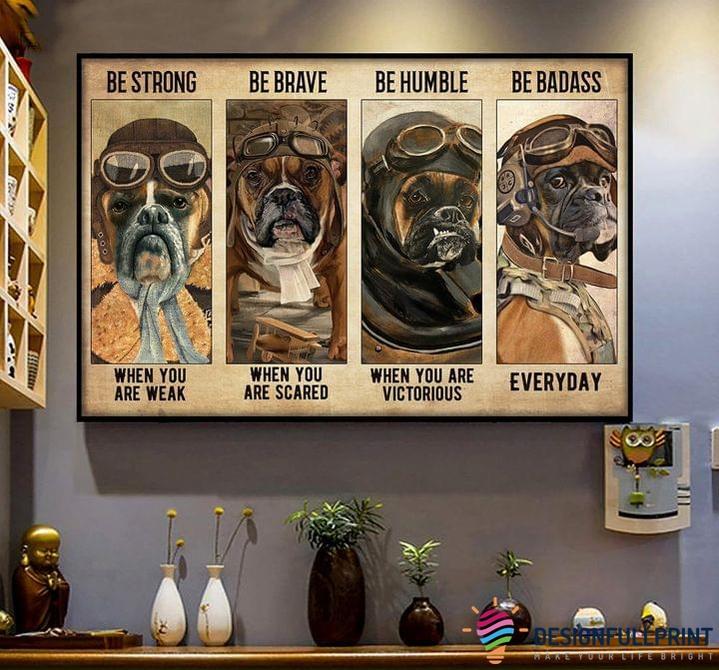 BE STRONG
WHEN YOU
ARE WEAK
BE BRAVE
WHEN YOU
ARE SCARED
BE HUMBLE
WHEN YOU ARE
VICTORIOUS
BE BADASS
EVERYDAY
DESIGNFULLPRINT
MAKE YOUR LIFE BRIGHT